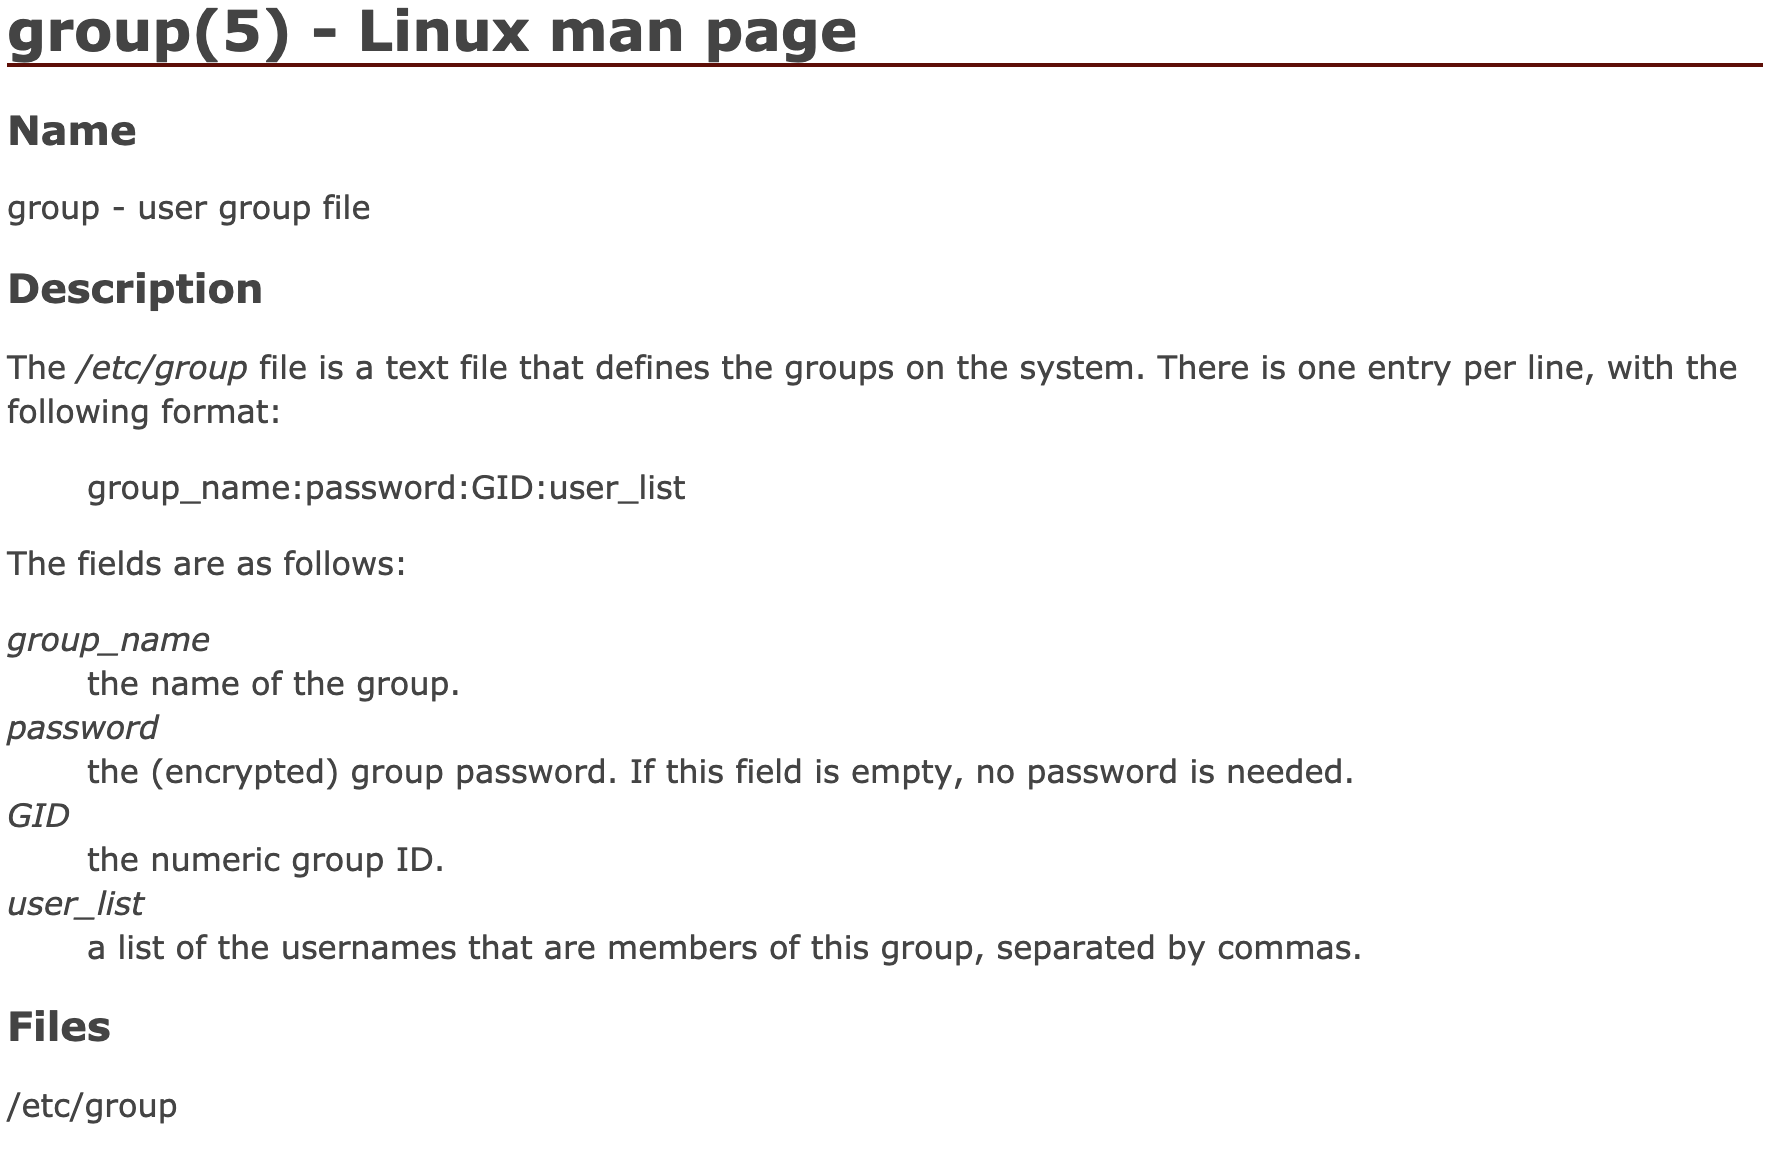 group(5) - Linux man page
Name
group - user group file
Description
The /etc/group file is a text file that defines the groups on the system. There is one entry per line, with the
following format:
group_name:password:GID:user_list
The fields are as follows:
group_name
the name of the group.
password
the (encrypted) group password. If this field is empty, no password is needed.
GID
the numeric group ID.
user_list
a list of the usernames that are members of this group, separated by commas.
Files
/etc/group